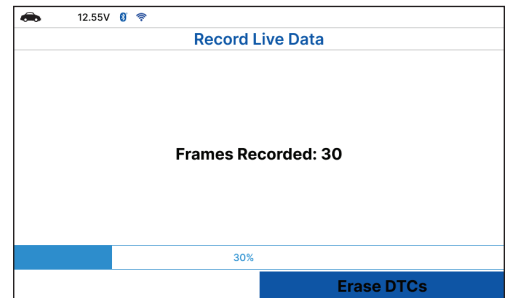 12.55V
Record Live Data
Frames Recorded: 30
30%
Erase DTCs